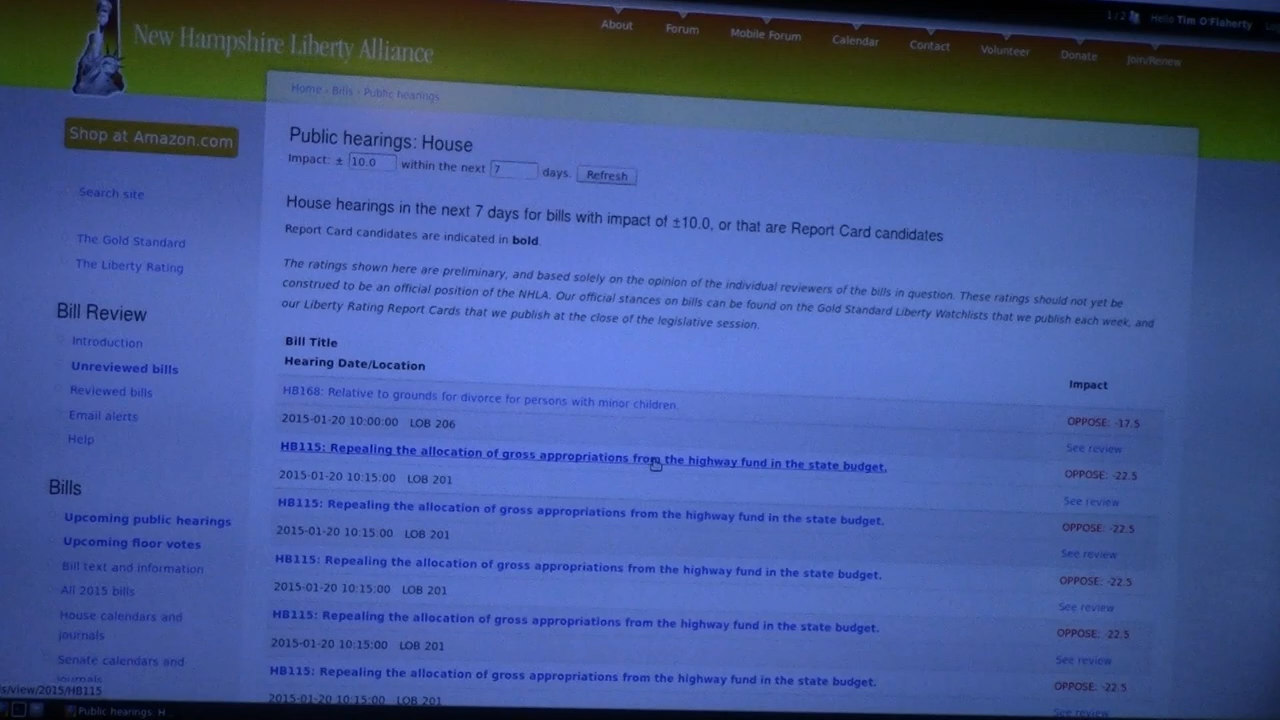 1 / 2 Hello Tim O'Flaherty
New Hampshire Liberty Alliance
About Forum Mobile Forum Calendar Contact Volunteer Donate Join/Renew
Home › Bills › Public hearings
Shop at Amazon.com
Search site
The Gold Standard
The Liberty Rating
Bill Review
Introduction
Unreviewed bills
Reviewed bills
Email alerts
Help
Bills
Upcoming public hearings
Upcoming floor votes
Bill text and information
All 2015 bills
House calendars and
journals
Senate calendars and
journals
Public hearings: House
Impact: ± 10.0 within the next 7 days. Refresh
House hearings in the next 7 days for bills with impact of ±10.0, or that are Report Card candidates
Report Card candidates are indicated in bold.
The ratings shown here are preliminary, and based solely on the opinion of the individual reviewers of the bills in question. These ratings should not yet be
construed to be an official position of the NHLA. Our official stances on bills can be found on the Gold Standard Liberty Watchlists that we publish each week, and
our Liberty Rating Report Cards that we publish at the close of the legislative session.
Bill Title
Hearing Date/Location Impact
HB168: Relative to grounds for divorce for persons with minor children. OPPOSE: -17.5
2015-01-20 10:00:00 LOB 206 See review
HB115: Repealing the allocation of gross appropriations from the highway fund in the state budget. OPPOSE: -22.5
2015-01-20 10:15:00 LOB 201 See review
HB115: Repealing the allocation of gross appropriations from the highway fund in the state budget. OPPOSE: -22.5
2015-01-20 10:15:00 LOB 201 See review
HB115: Repealing the allocation of gross appropriations from the highway fund in the state budget. OPPOSE: -22.5
2015-01-20 10:15:00 LOB 201 See review
HB115: Repealing the allocation of gross appropriations from the highway fund in the state budget. OPPOSE: -22.5
2015-01-20 10:15:00 LOB 201 See review
HB115: Repealing the allocation of gross appropriations from the highway fund in the state budget. OPPOSE: -22.5
2015-01-20 10:15:00 LOB 201 See review
s/view/2015/HB115
Public hearings: H...